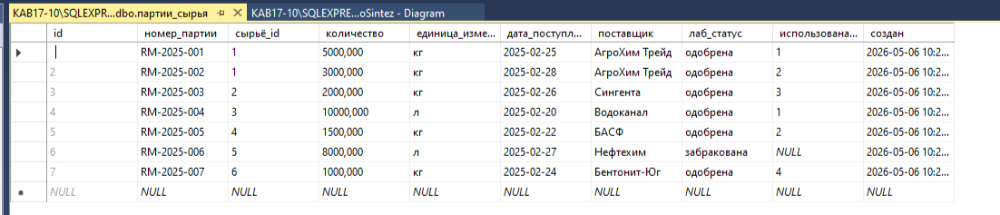 KAB17-10\SQLEXPR...dbo.партии_сырья KAB17-10\SQLEXPRE...oSintez - Diagram
id номер_партии сырьё_id количество единица_изме... дата_поступл... поставщик лаб_статус использована... создан
RM-2025-001 1 5000,000 кг 2025-02-25 АгроХим Трейд одобрена 1 2026-05-06 10:2...
2 RM-2025-002 1 3000,000 кг 2025-02-28 АгроХим Трейд одобрена 2 2026-05-06 10:2...
3 RM-2025-003 2 2000,000 кг 2025-02-26 Сингента одобрена 3 2026-05-06 10:2...
4 RM-2025-004 3 10000,000 л 2025-02-20 Водоканал одобрена 1 2026-05-06 10:2...
5 RM-2025-005 4 1500,000 кг 2025-02-22 БАСФ одобрена 2 2026-05-06 10:2...
6 RM-2025-006 5 8000,000 л 2025-02-27 Нефтехим забракована NULL 2026-05-06 10:2...
7 RM-2025-007 6 1000,000 кг 2025-02-24 Бентонит-Юг одобрена 4 2026-05-06 10:2...
NULL NULL NULL NULL NULL NULL NULL NULL NULL NULL